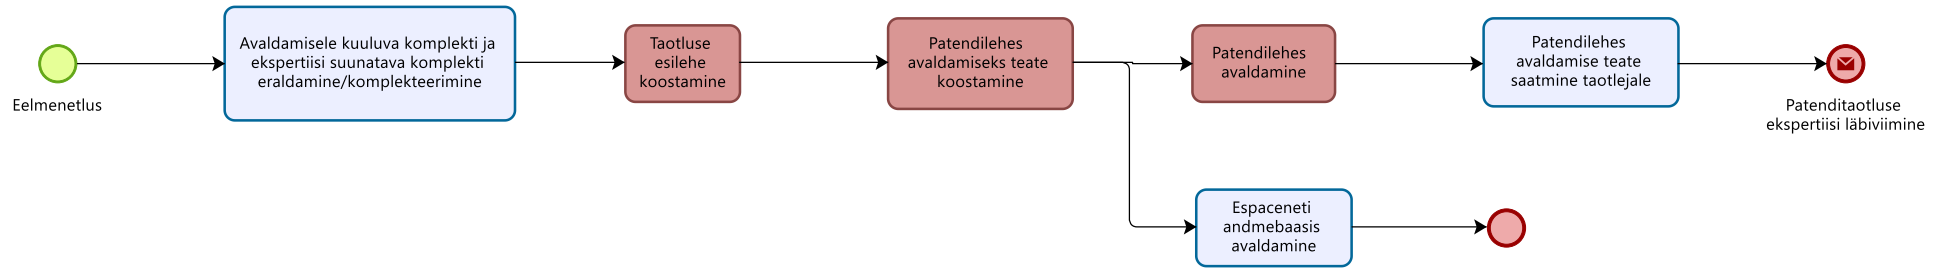 Eelmenetlus
Avaldamisele kuuluva komplekti ja
ekspertiisi suunatava komplekti
eraldamine/komplekteerimine
Taotluse
esilehe
koostamine
Patendilehes
avaldamiseks teate
koostamine
Patendilehes
avaldamine
Patendilehes
avaldamise teate
saatmine taotlejale
Patenditaotluse
ekspertiisi läbiviimine
Espaceneti
andmebaasis
avaldamine